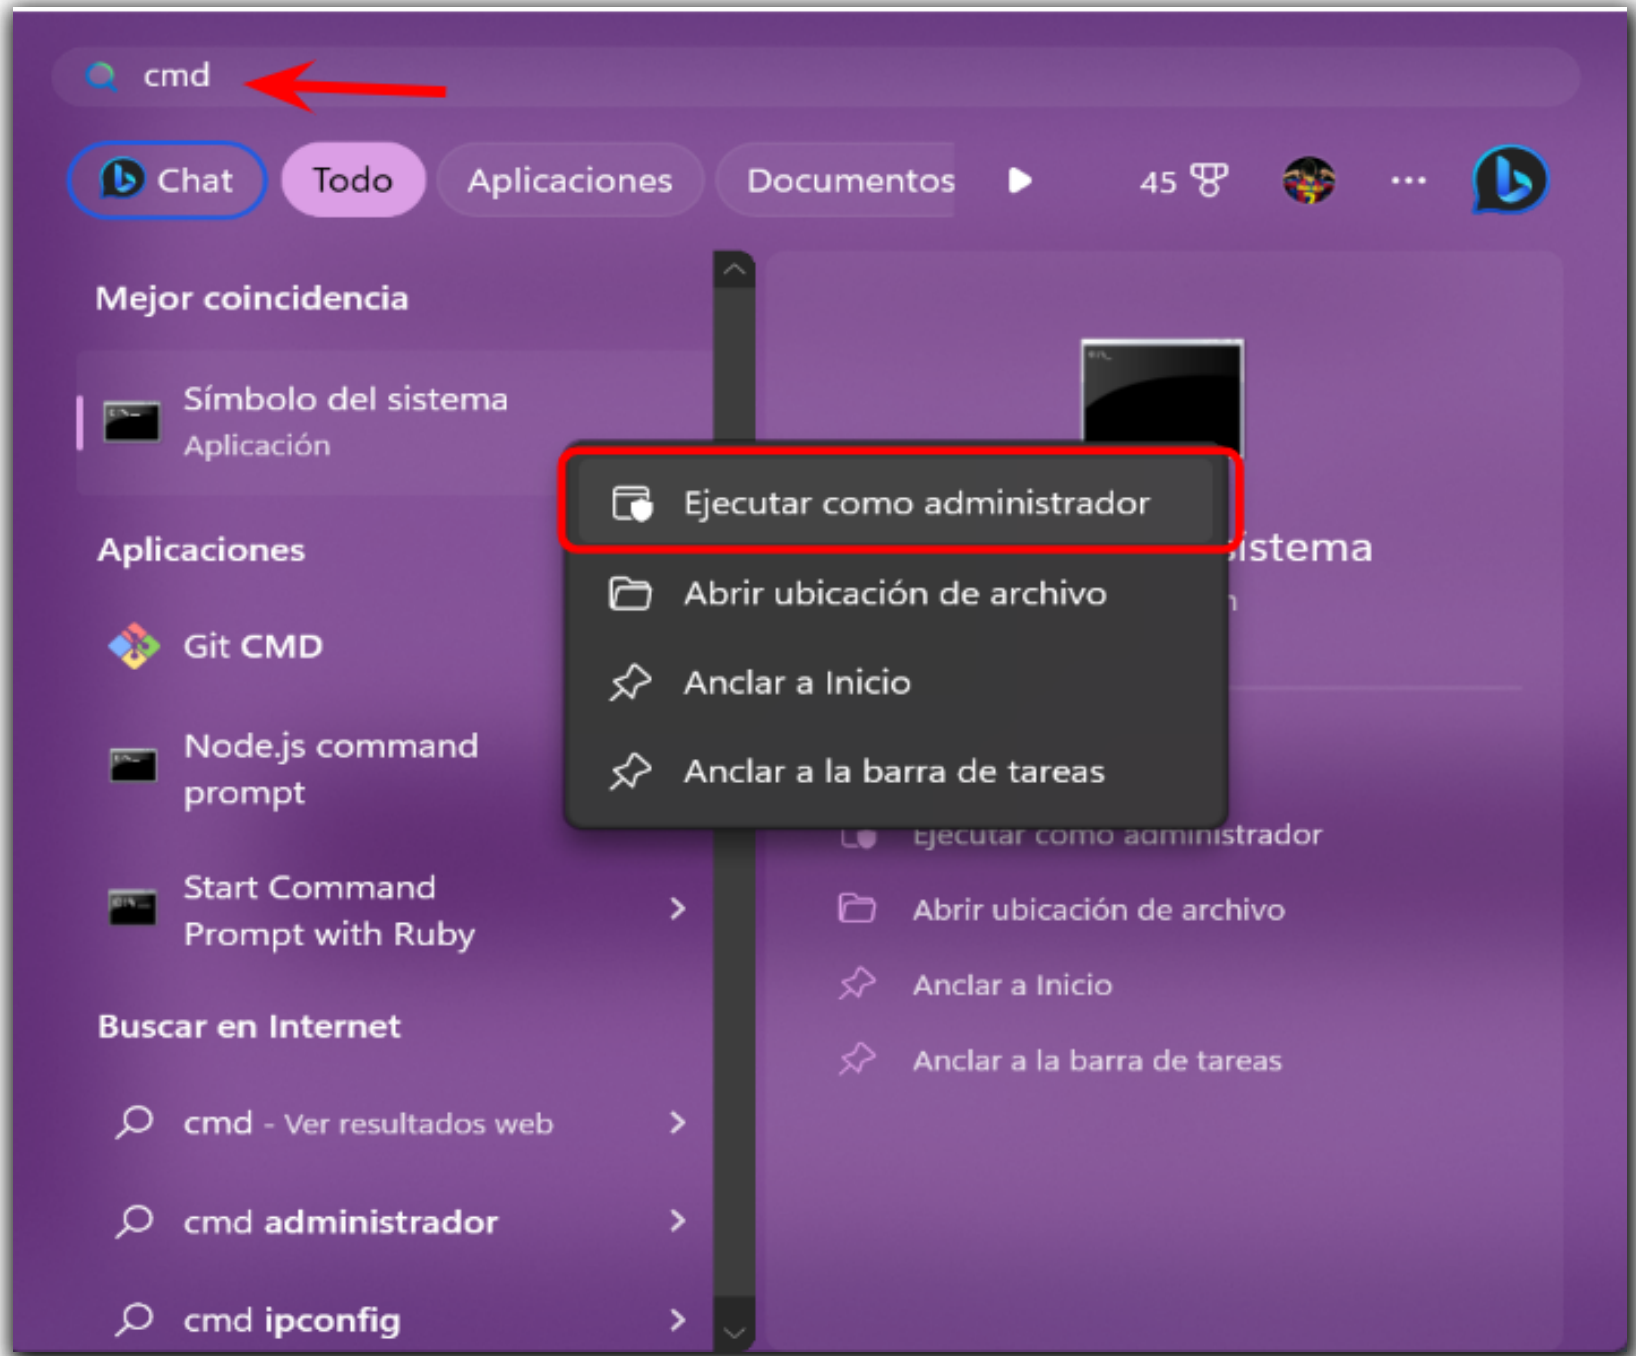 cmd
Chat
Todo
Aplicaciones
Documentos
45
Mejor coincidencia
Símbolo del sistema
Aplicación
Aplicaciones
Git CMD
Node.js command
prompt
Start Command
Prompt with Ruby
Buscar en Internet
cmd - Ver resultados web
cmd administrador
cmd ipconfig
Ejecutar como administrador
Abrir ubicación de archivo
Anclar a Inicio
Anclar a la barra de tareas
sistema
Ejecutar como administrador
Abrir ubicación de archivo
Anclar a Inicio
Anclar a la barra de tareas